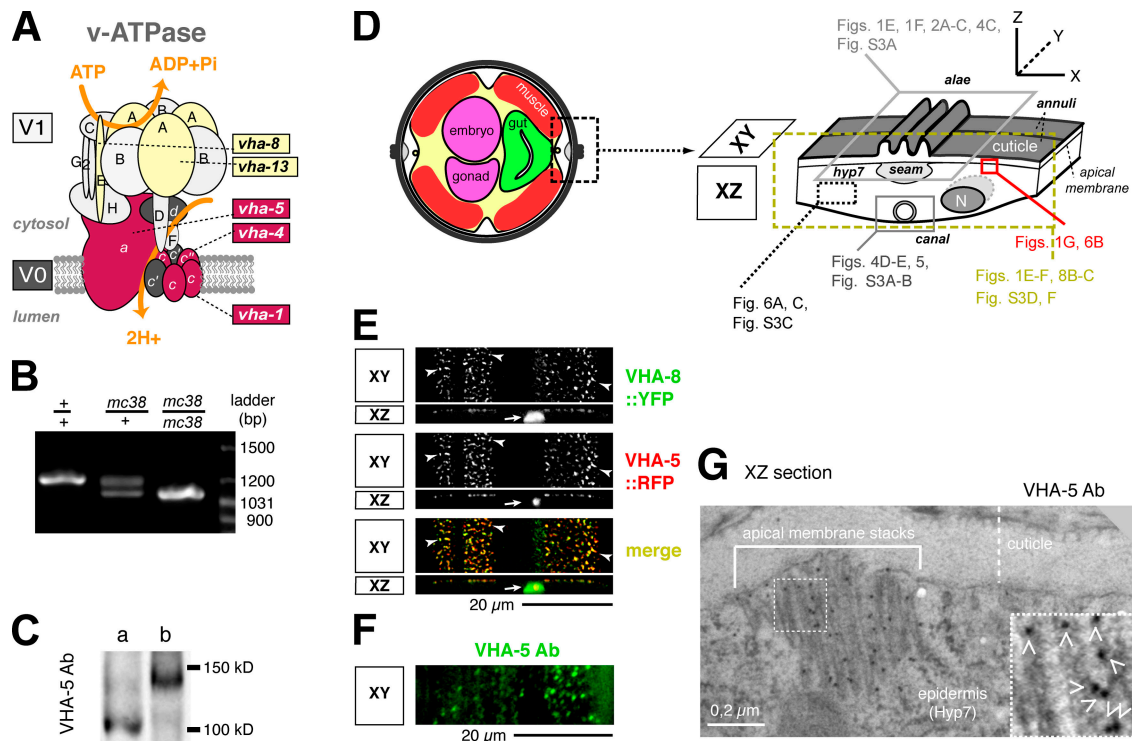 A
v-ATPase
ATP
ADP+Pi
V1
C
A
B
A
A
G2
E
B
B
H
D
d
F
vha-8
vha-13
vha-5
vha-4
vha-1
cytosol
a
c
c'
c''
c'
c
c
V0
lumen
2H+
B
+ mc38 mc38 ladder
+ + mc38 (bp)
1500
1200
1031
900
C
a b
VHA-5 Ab
150 kD
100 kD
D
muscle
embryo
gut
gonad
XY
XZ
Figs. 1E, 1F, 2A-C, 4C,
Fig. S3A
Z
Y
X
alae
annuli
cuticle
apical
membrane
hyp7
seam
N
canal
Figs. 1G, 6B
Figs. 4D-E, 5,
Figs. S3A-B
Figs. 1E-F, 8B-C
Fig. S3D, F
Fig. 6A, C,
Fig. S3C
E
XY
XZ
VHA-8
::YFP
XY
XZ
VHA-5
::RFP
XY
XZ
merge
20 µm
F
VHA-5 Ab
XY
20 µm
G
XZ section
VHA-5 Ab
apical membrane stacks
cuticle
epidermis
(Hyp7)
0,2 µm